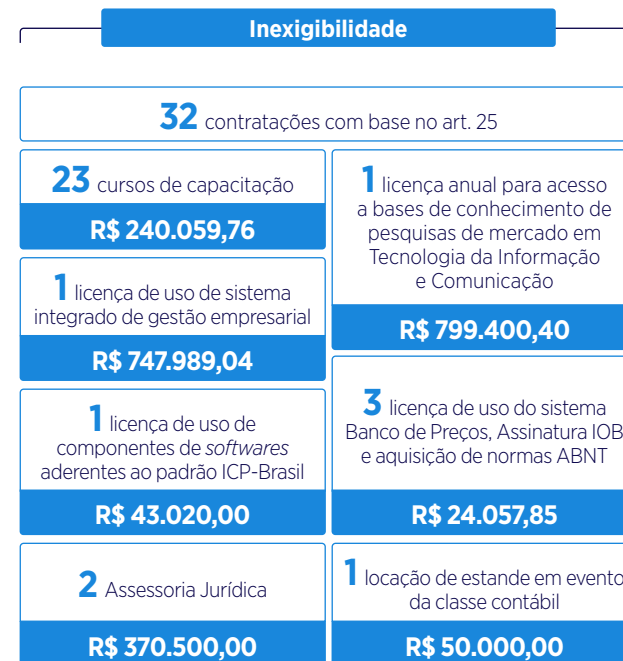 Inexigibilidade
32 contratações com base no art. 25
23 cursos de capacitação
R$ 240.059,76
1 licença de uso de sistema
integrado de gestão empresarial
R$ 747.989,04
1 licença de uso de
componentes de softwares
aderentes ao padrão ICP-Brasil
R$ 43.020,00
2 Assessoria Jurídica
R$ 370.500,00
1 licença anual para acesso
a bases de conhecimento de
pesquisas de mercado em
Tecnologia da Informação
e Comunicação
R$ 799.400,40
3 licença de uso do sistema
Banco de Preços, Assinatura IOB
e aquisição de normas ABNT
R$ 24.057,85
1 locação de estande em evento
da classe contábil
R$ 50.000,00